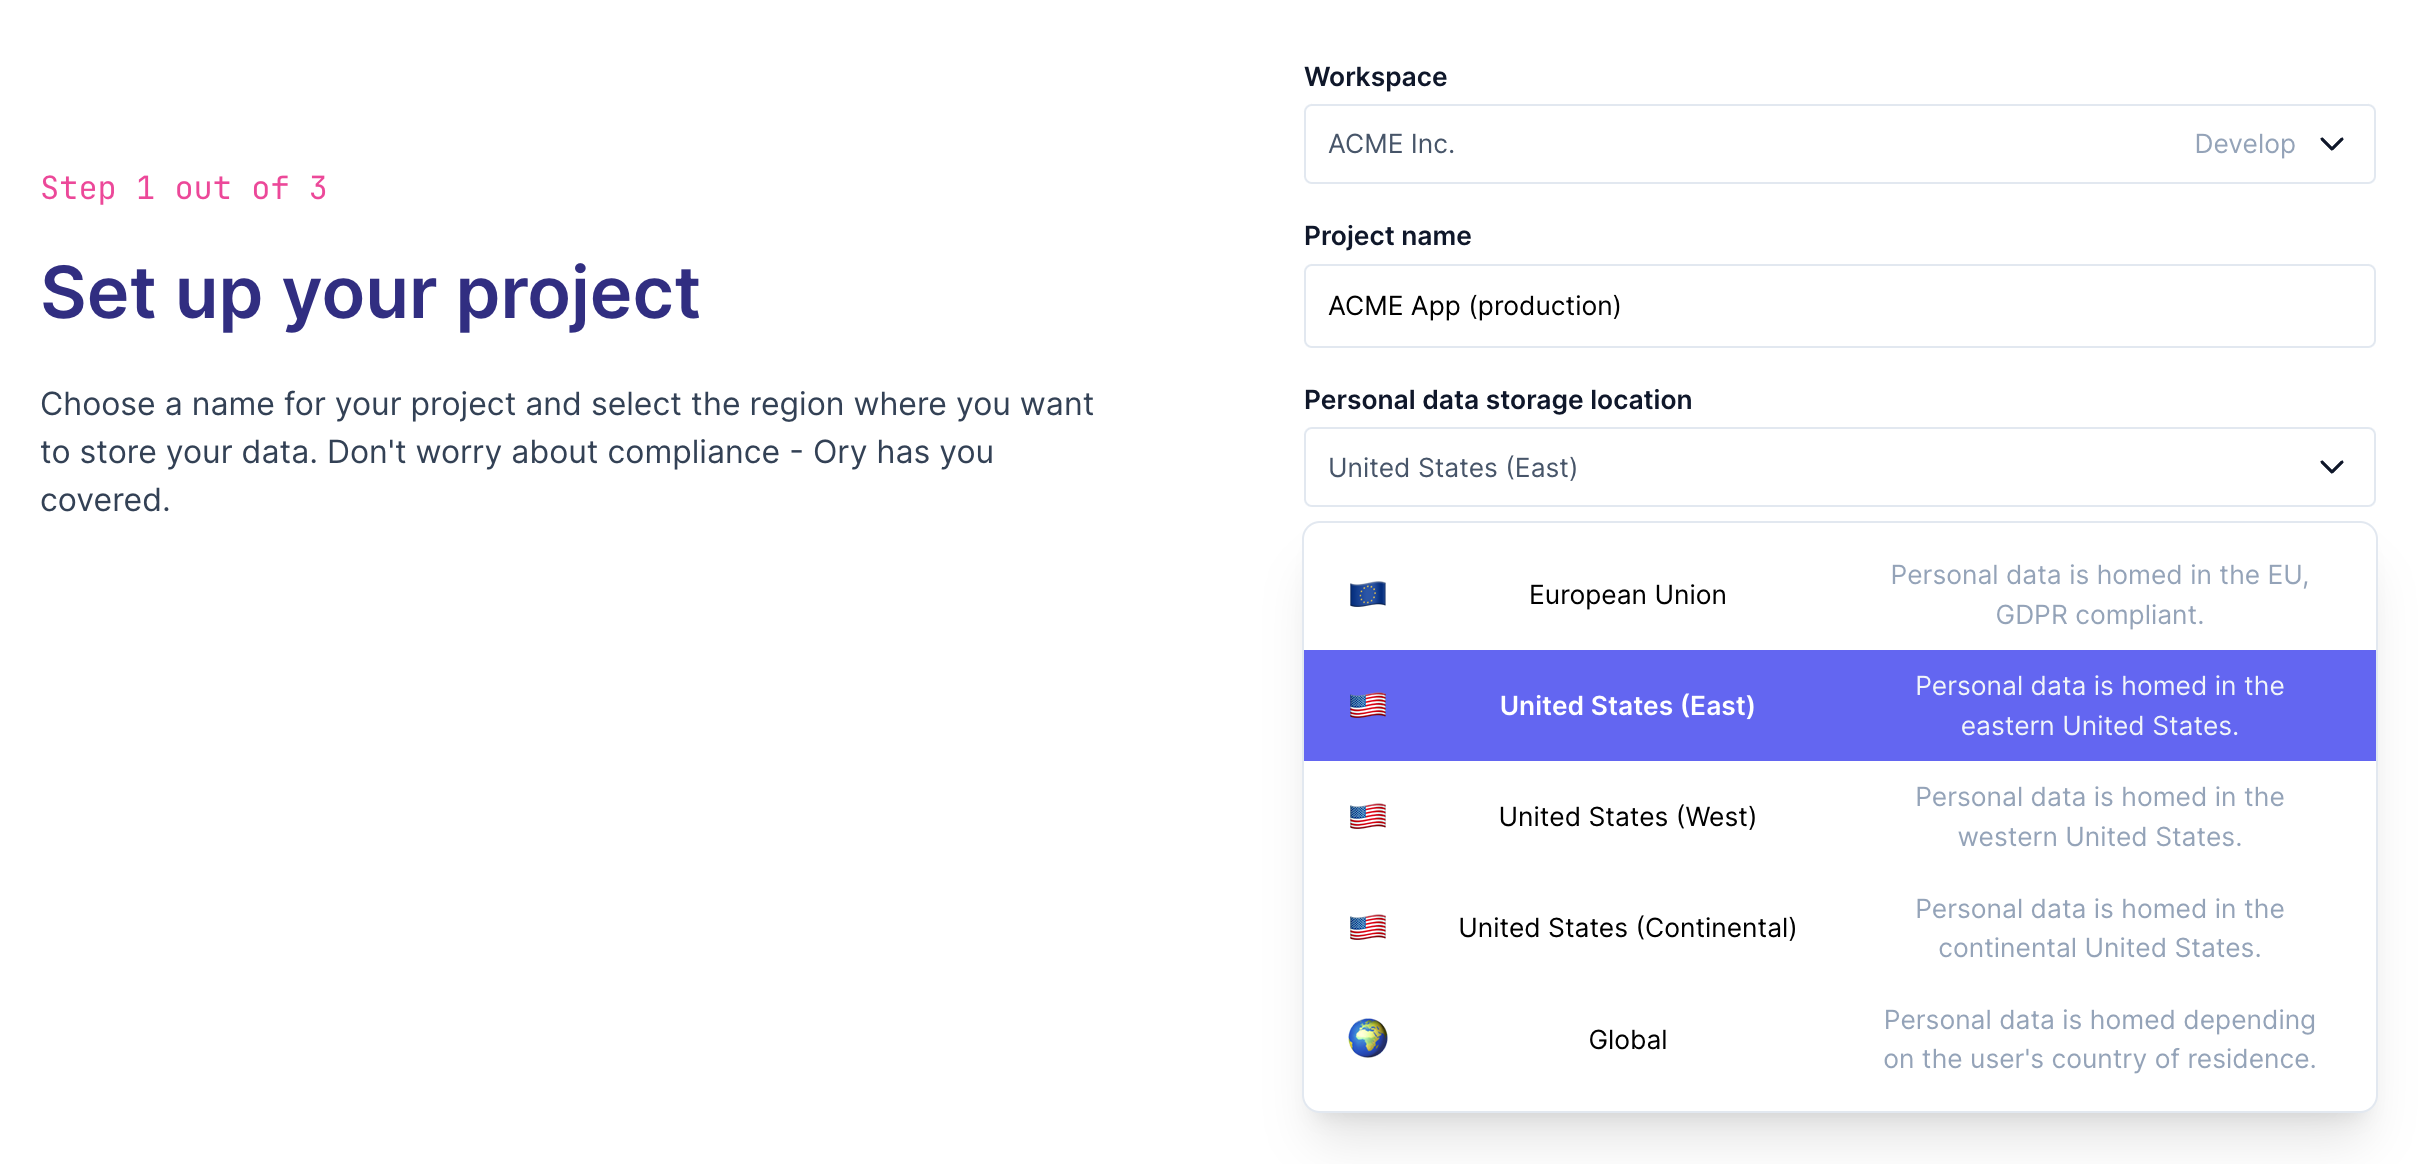 Step 1 out of 3
Set up your project
Choose a name for your project and select the region where you want
to store your data. Don't worry about compliance - Ory has you
covered.
Workspace
ACME Inc. Develop
Project name
ACME App (production)
Personal data storage location
United States (East)
European Union
Personal data is homed in the EU,
GDPR compliant.
United States (East)
Personal data is homed in the
eastern United States.
United States (West)
Personal data is homed in the
western United States.
United States (Continental)
Personal data is homed in the
continental United States.
Global
Personal data is homed depending
on the user's country of residence.